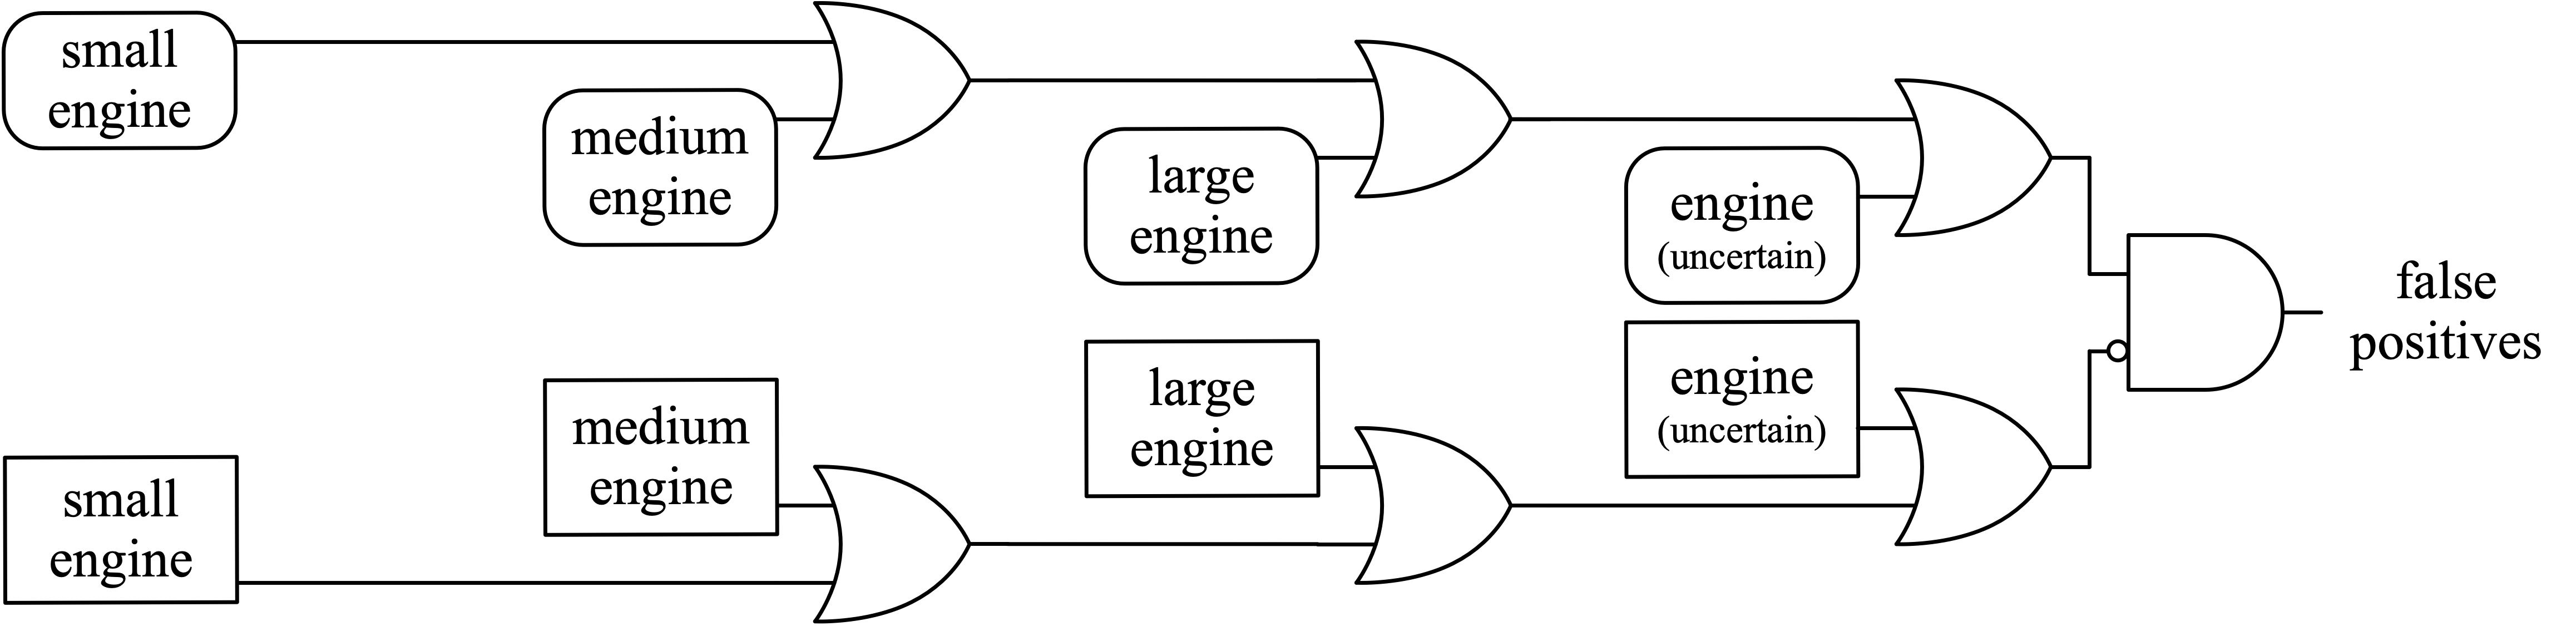 small
engine
medium
engine
large
engine
engine
(uncertain)
false
positives
small
engine
medium
engine
large
engine
engine
(uncertain)